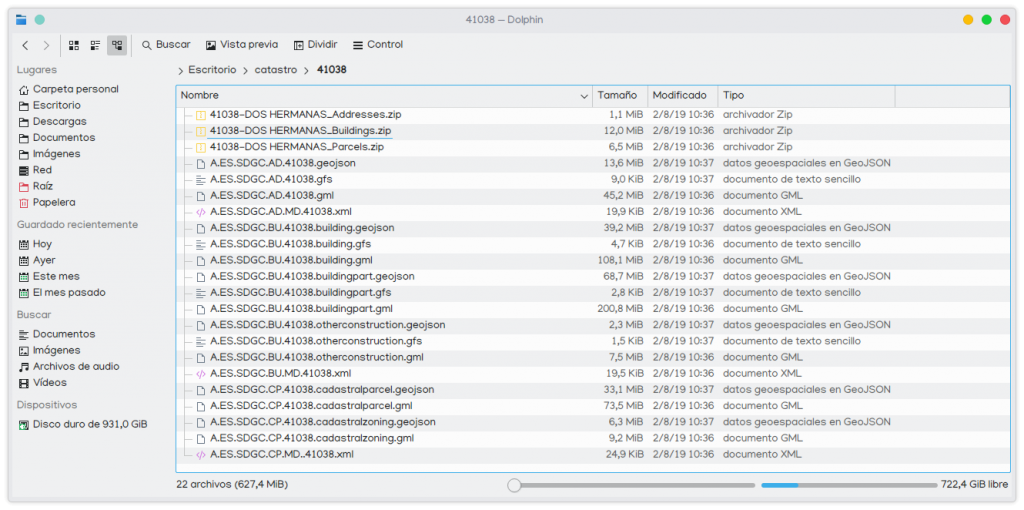 41038 – Dolphin
Buscar Vista previa Dividir Control
Lugares
Carpeta personal
Escritorio
Descargas
Documentos
Imágenes
Red
Raíz
Papelera
Guardado recientemente
Hoy
Ayer
Este mes
El mes pasado
Buscar
Documentos
Imágenes
Archivos de audio
Vídeos
Dispositivos
Disco duro de 931,0 GiB
Escritorio > catastro > 41038
Nombre Tamaño Modificado Tipo
41038-DOS HERMANAS_Addresses.zip 1,1 MiB 2/8/19 10:36 archivador Zip
41038-DOS HERMANAS_Buildings.zip 12,0 MiB 2/8/19 10:36 archivador Zip
41038-DOS HERMANAS_Parcels.zip 6,5 MiB 2/8/19 10:36 archivador Zip
A.ES.SDGC.AD.41038.geojson 13,6 MiB 2/8/19 10:37 datos geoespaciales en GeoJSON
A.ES.SDGC.AD.41038.gfs 9,0 KiB 2/8/19 10:36 documento de texto sencillo
A.ES.SDGC.AD.41038.gml 45,2 MiB 2/8/19 10:36 documento GML
A.ES.SDGC.AD.MD.41038.xml 19,9 KiB 2/8/19 10:36 documento XML
A.ES.SDGC.BU.41038.building.geojson 39,2 MiB 2/8/19 10:37 datos geoespaciales en GeoJSON
A.ES.SDGC.BU.41038.building.gfs 4,7 KiB 2/8/19 10:37 documento de texto sencillo
A.ES.SDGC.BU.41038.building.gml 108,1 MiB 2/8/19 10:36 documento GML
A.ES.SDGC.BU.41038.buildingpart.geojson 68,7 MiB 2/8/19 10:37 datos geoespaciales en GeoJSON
A.ES.SDGC.BU.41038.buildingpart.gfs 2,8 KiB 2/8/19 10:37 documento de texto sencillo
A.ES.SDGC.BU.41038.buildingpart.gml 200,8 MiB 2/8/19 10:36 documento GML
A.ES.SDGC.BU.41038.otherconstruction.geojson 2,3 MiB 2/8/19 10:37 datos geoespaciales en GeoJSON
A.ES.SDGC.BU.41038.otherconstruction.gfs 1,5 KiB 2/8/19 10:37 documento de texto sencillo
A.ES.SDGC.BU.41038.otherconstruction.gml 7,5 MiB 2/8/19 10:36 documento GML
A.ES.SDGC.BU.MD.41038.xml 19,5 KiB 2/8/19 10:36 documento XML
A.ES.SDGC.CP.41038.cadastralparcel.geojson 33,1 MiB 2/8/19 10:37 datos geoespaciales en GeoJSON
A.ES.SDGC.CP.41038.cadastralparcel.gml 73,5 MiB 2/8/19 10:36 documento GML
A.ES.SDGC.CP.41038.cadastralzoning.geojson 6,3 MiB 2/8/19 10:37 datos geoespaciales en GeoJSON
A.ES.SDGC.CP.41038.cadastralzoning.gml 9,2 MiB 2/8/19 10:36 documento GML
A.ES.SDGC.CP.MD..41038.xml 24,9 KiB 2/8/19 10:36 documento XML
22 archivos (627,4 MiB) 722,4 GiB libre